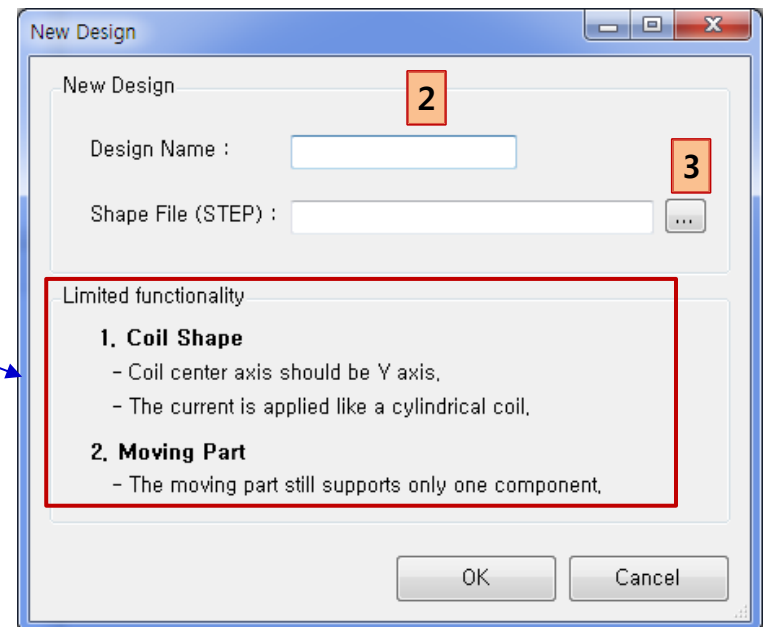 New Design
New Design
2
Design Name :
3
Shape File (STEP) :
...
Limited functionality
1. Coil Shape
- Coil center axis should be Y axis.
- The current is applied like a cylindrical coil.
2. Moving Part
- The moving part still supports only one component.
OK
Cancel